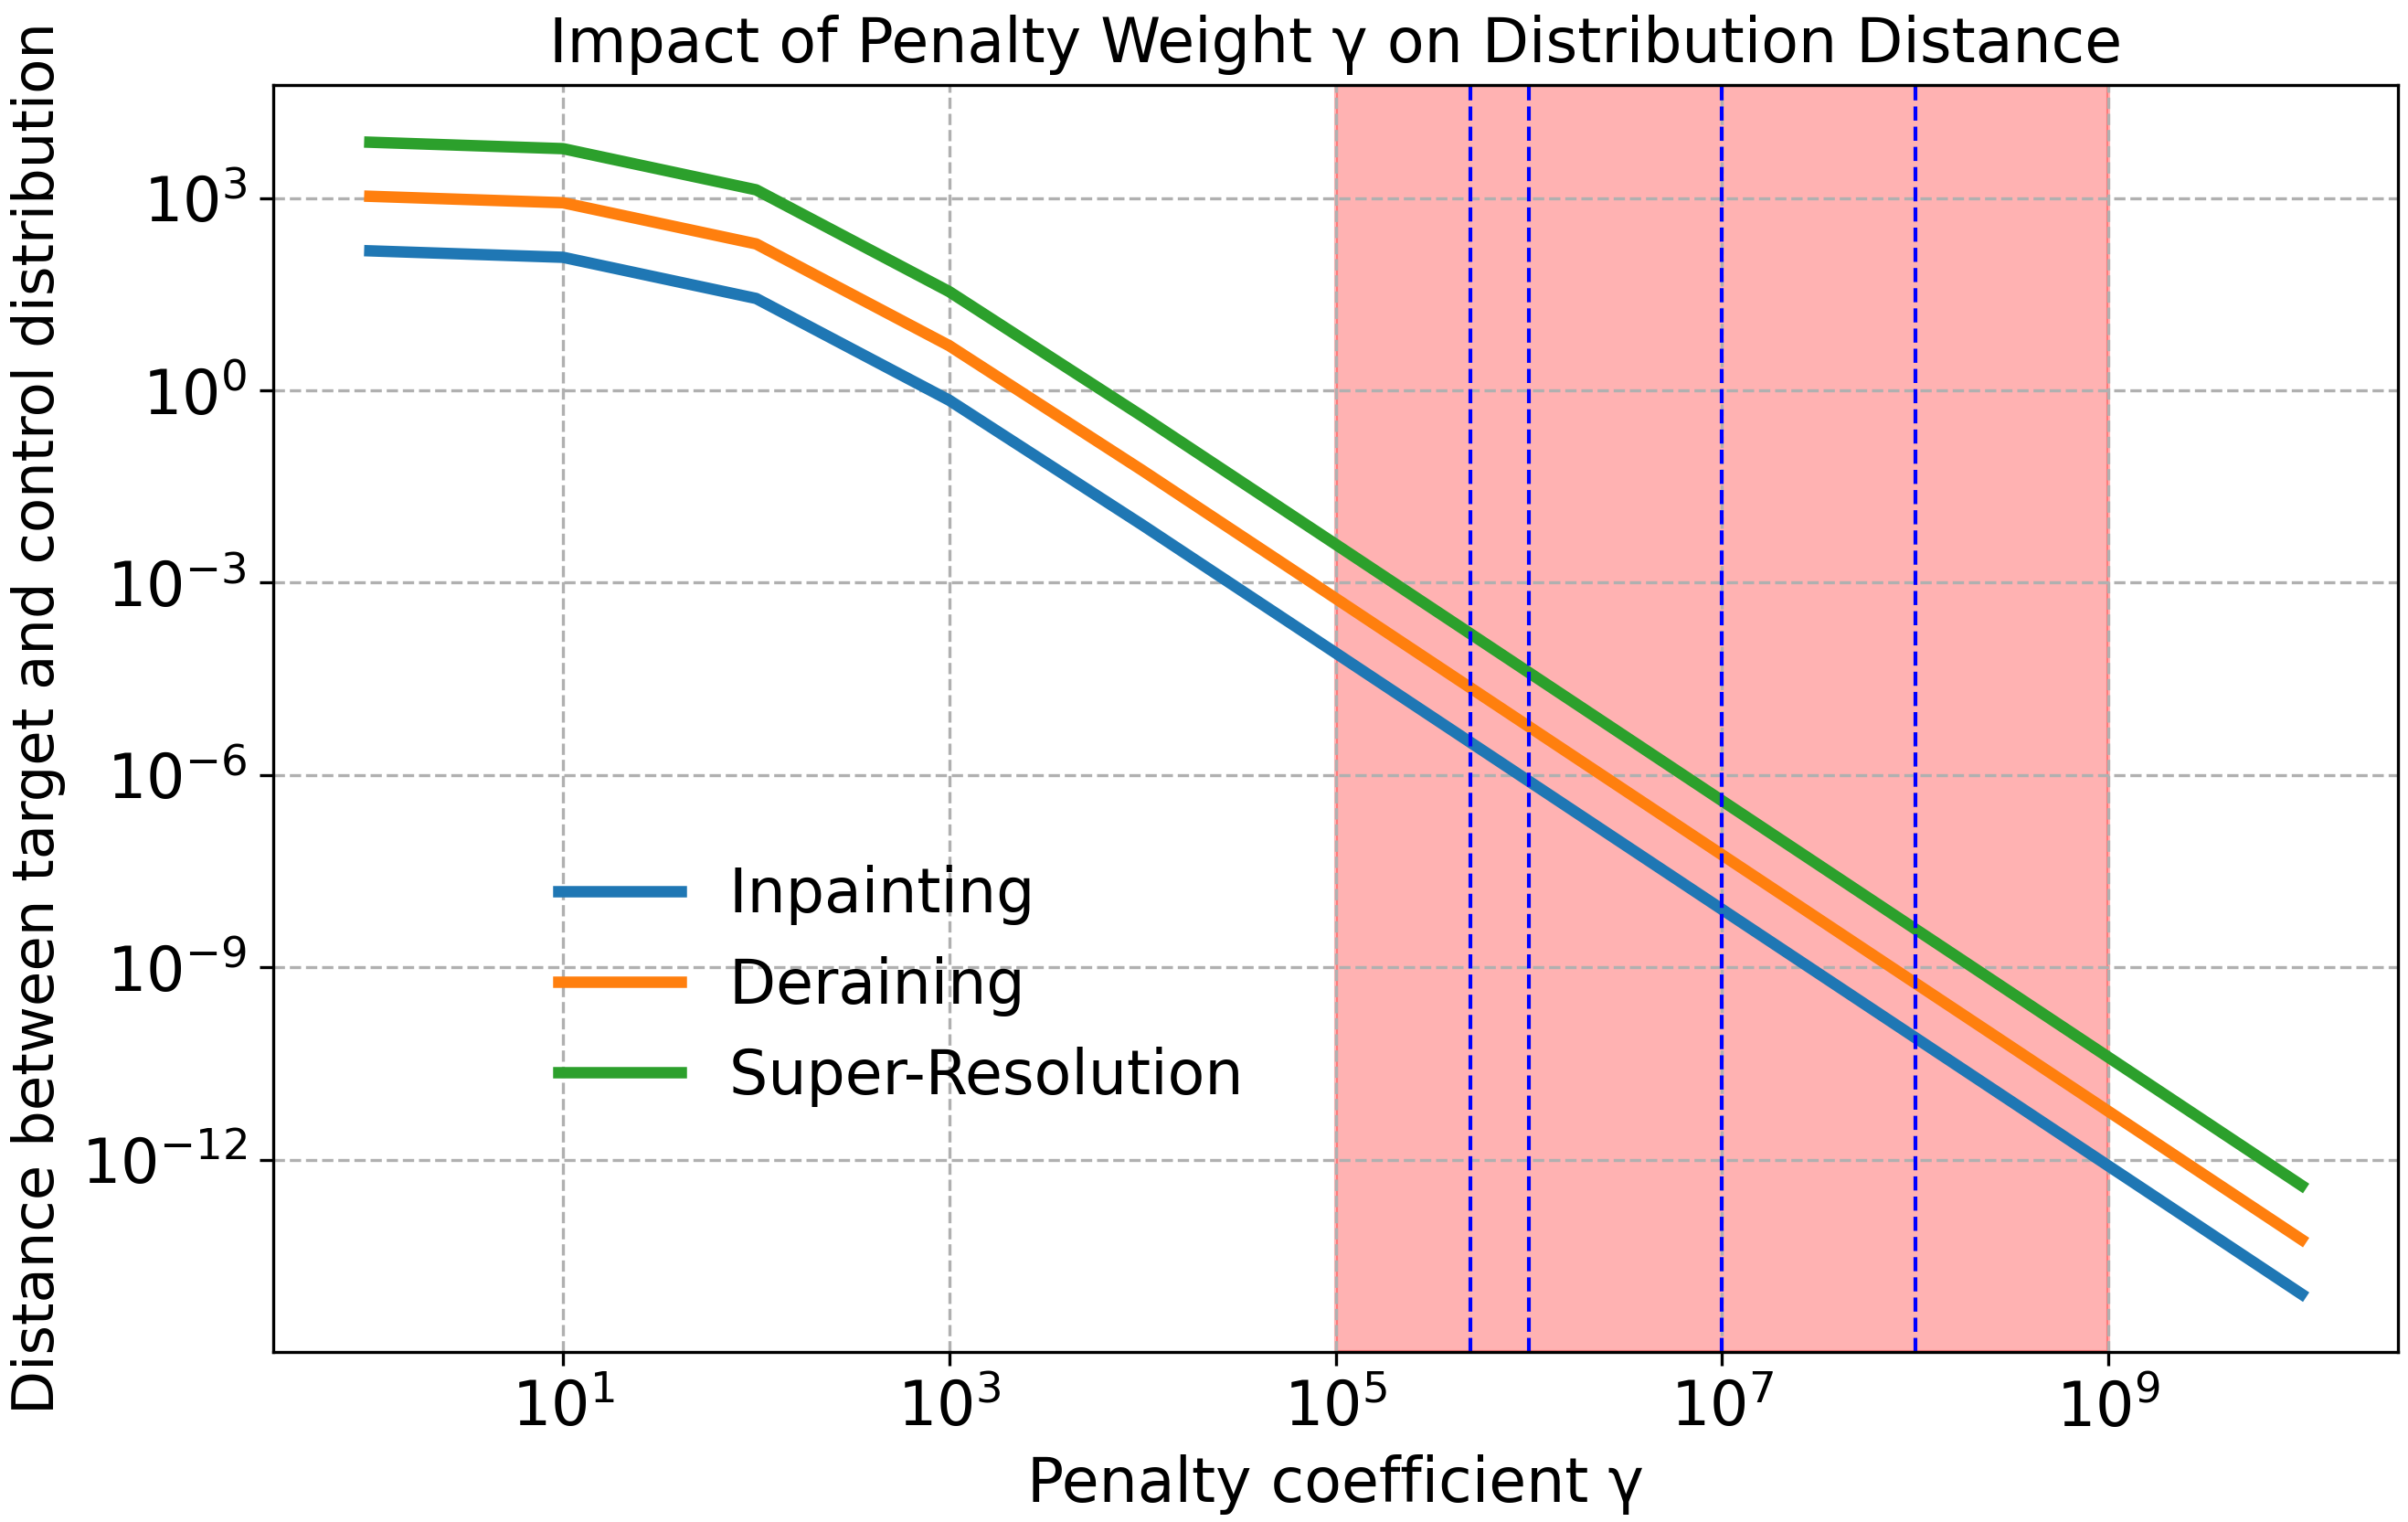 Impact of Penalty Weight γ on Distribution Distance
Distance between target and control distribution
10³
10⁰
10⁻³
10⁻⁶
10⁻⁹
10⁻¹²
Inpainting
Deraining
Super-Resolution
10¹
10³
10⁵
10⁷
10⁹
Penalty coefficient γ